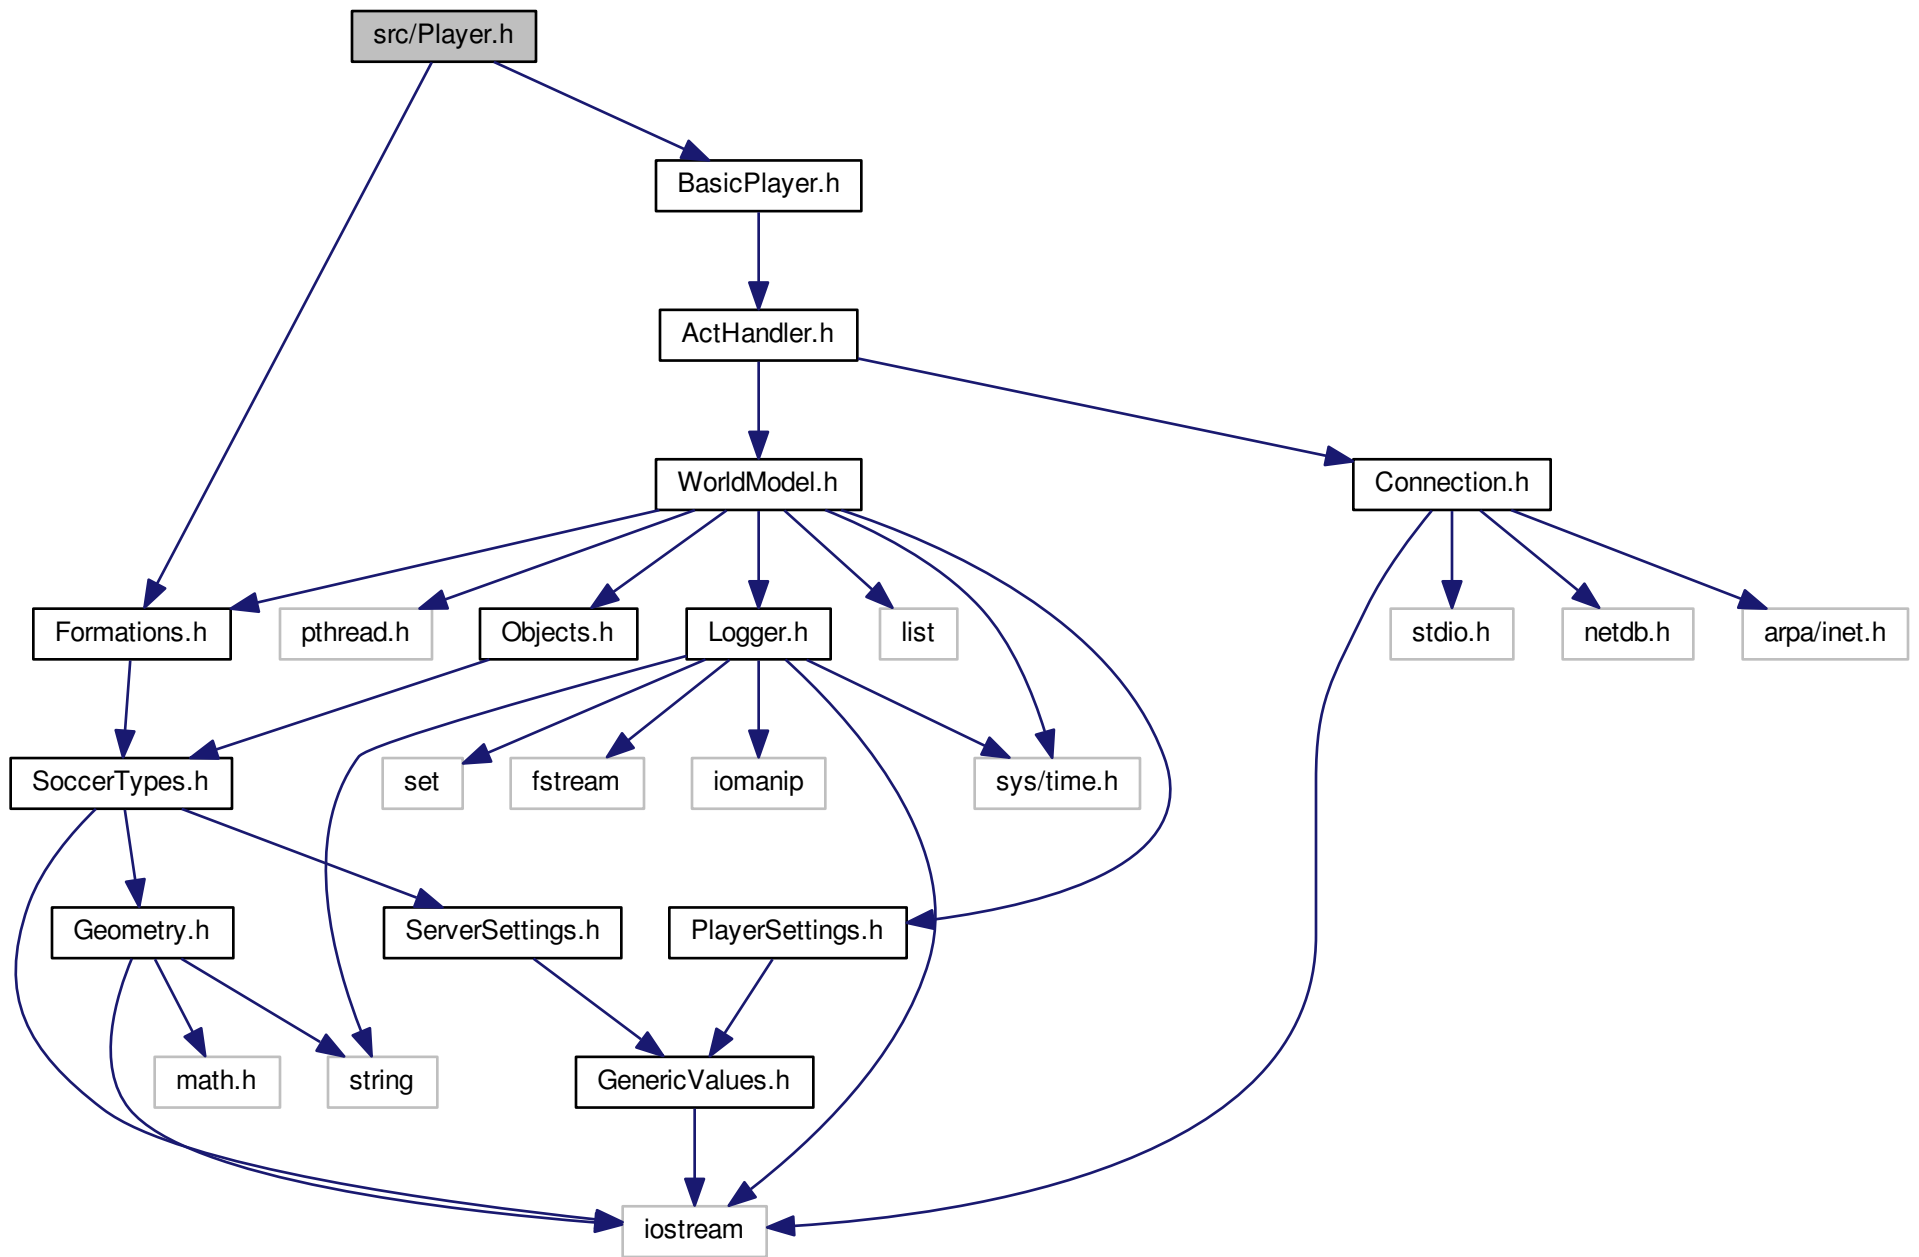 src/Player.h
BasicPlayer.h
ActHandler.h
WorldModel.h
Connection.h
Formations.h
pthread.h
Objects.h
Logger.h
list
stdio.h
netdb.h
arpa/inet.h
SoccerTypes.h
set
fstream
iomanip
sys/time.h
Geometry.h
ServerSettings.h
PlayerSettings.h
math.h
string
GenericValues.h
iostream